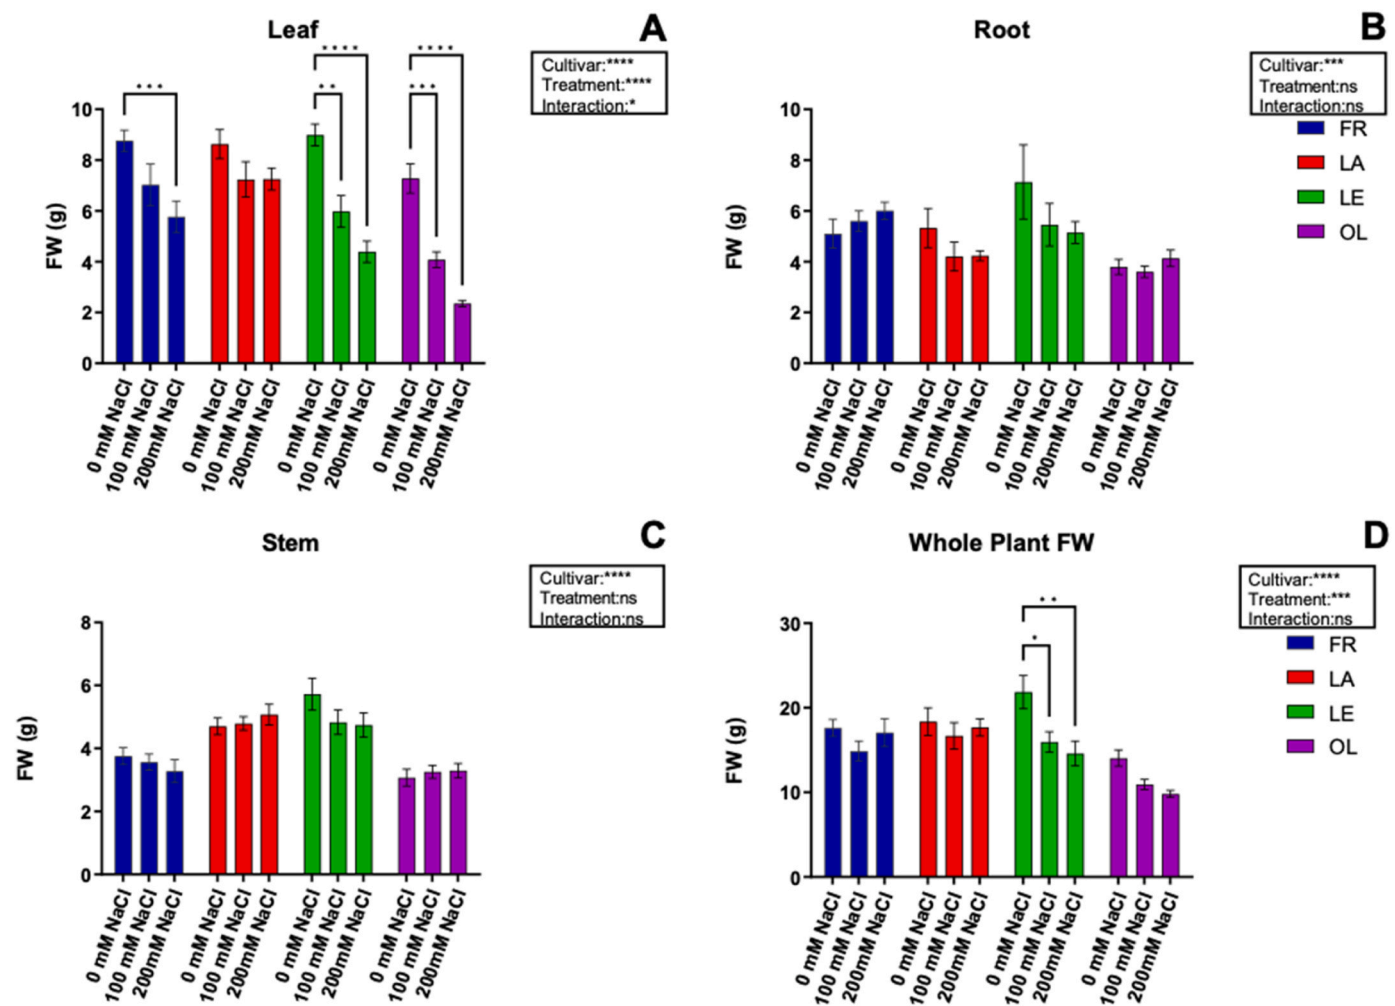 Leaf
A
Cultivar:****
Treatment:****
Interaction:*
***
**
****
***
****
10
8
6
4
2
0
FW (g)
0 mM NaCl
100 mM NaCl
200mM NaCl
0 mM NaCl
100 mM NaCl
200mM NaCl
0 mM NaCl
100 mM NaCl
200mM NaCl
0 mM NaCl
100 mM NaCl
200mM NaCl
Root
B
Cultivar:***
Treatment:ns
Interaction:ns
FR
LA
LE
OL
10
8
6
4
2
0
FW (g)
0 mM NaCl
100 mM NaCl
200mM NaCl
0 mM NaCl
100 mM NaCl
200mM NaCl
0 mM NaCl
100 mM NaCl
200mM NaCl
0 mM NaCl
100 mM NaCl
200mM NaCl
Stem
C
Cultivar:****
Treatment:ns
Interaction:ns
8
6
4
2
0
FW (g)
0 mM NaCl
100 mM NaCl
200mM NaCl
0 mM NaCl
100 mM NaCl
200mM NaCl
0 mM NaCl
100 mM NaCl
200mM NaCl
0 mM NaCl
100 mM NaCl
200mM NaCl
Whole Plant FW
D
Cultivar:****
Treatment:***
Interaction:ns
FR
LA
LE
OL
**
*
30
20
10
0
FW (g)
0 mM NaCl
100 mM NaCl
200mM NaCl
0 mM NaCl
100 mM NaCl
200mM NaCl
0 mM NaCl
100 mM NaCl
200mM NaCl
0 mM NaCl
100 mM NaCl
200mM NaCl